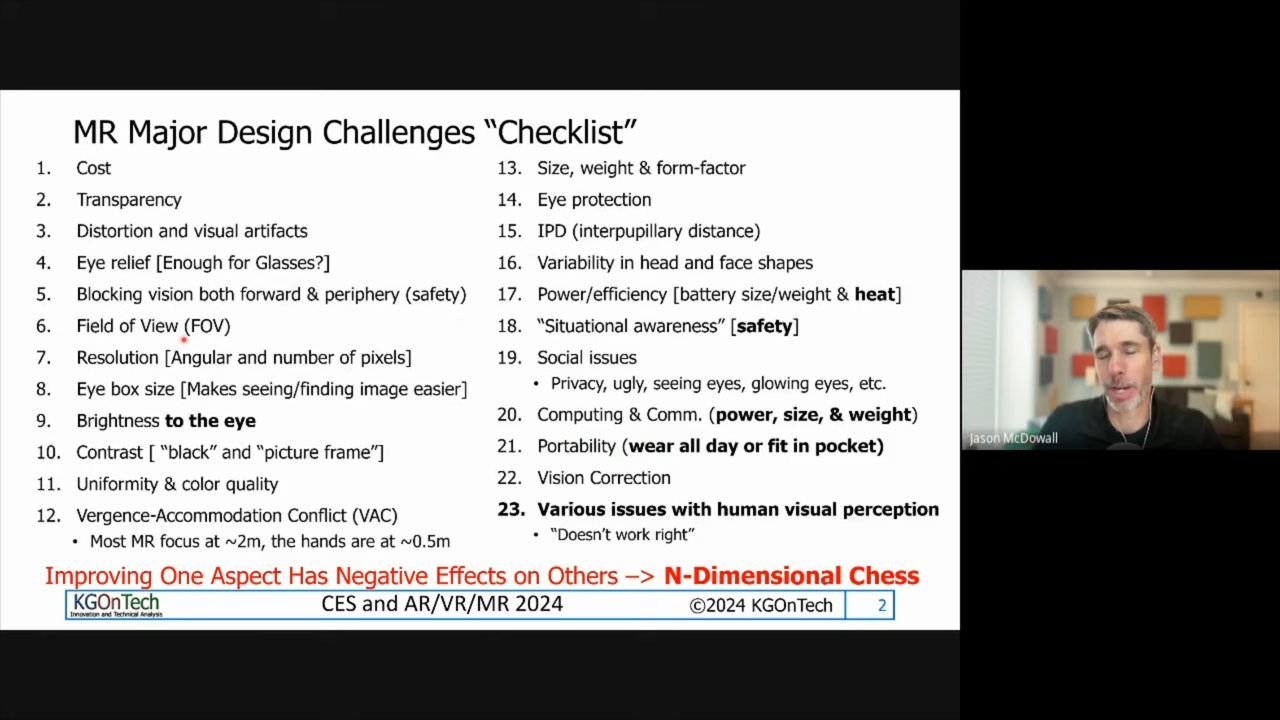 MR Major Design Challenges “Checklist”
1. Cost
2. Transparency
3. Distortion and visual artifacts
4. Eye relief [Enough for Glasses?]
5. Blocking vision both forward & periphery (safety)
6. Field of View (FOV)
7. Resolution [Angular and number of pixels]
8. Eye box size [Makes seeing/finding image easier]
9. Brightness to the eye
10. Contrast [ “black” and “picture frame”]
11. Uniformity & color quality
12. Vergence-Accommodation Conflict (VAC)
• Most MR focus at ~2m, the hands are at ~0.5m
13. Size, weight & form-factor
14. Eye protection
15. IPD (interpupillary distance)
16. Variability in head and face shapes
17. Power/efficiency [battery size/weight & heat]
18. “Situational awareness” [safety]
19. Social issues
• Privacy, ugly, seeing eyes, glowing eyes, etc.
20. Computing & Comm. (power, size, & weight)
21. Portability (wear all day or fit in pocket)
22. Vision Correction
23. Various issues with human visual perception
• “Doesn’t work right”
Improving One Aspect Has Negative Effects on Others –> N-Dimensional Chess
KGOnTech
Innovation and Technical Analysis
CES and AR/VR/MR 2024
©2024 KGOnTech
2
Jason McDowall